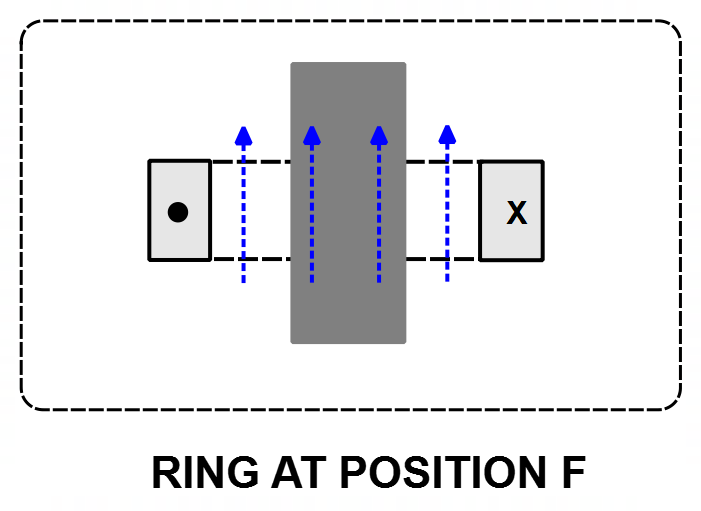 X
RING AT POSITION F